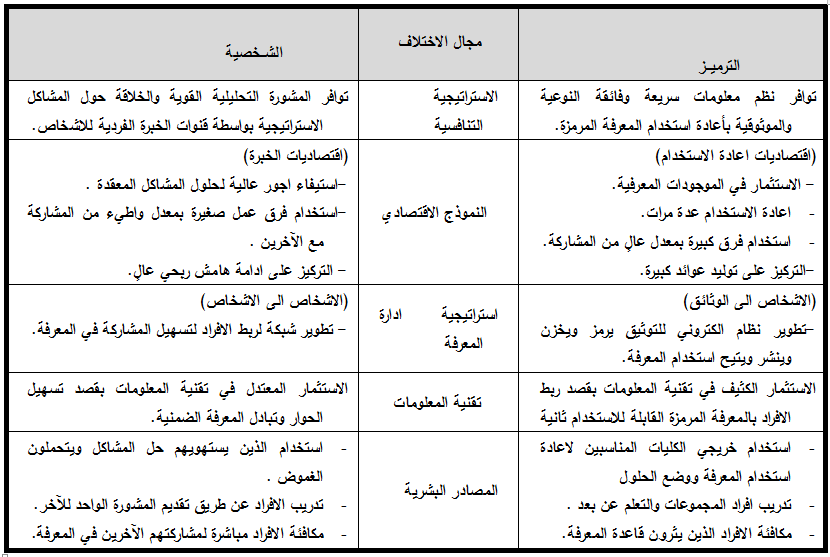 الترميـز
مجال الاختلاف
الشـخصية
توافر نظم معلومات سريعة وفائقة النوعية
والموثوقية بأعادة استخدام المعرفة المرمزة.
الاستراتيجية
التنافسية
توافر المشورة التحليلية القوية والخلاقة حول المشاكل
الاستراتيجية بواسطة قنوات الخبرة الفردية للاشخاص.
(اقتصاديات اعادة الاستخدام)
– الاستثمار في الموجودات المعرفية.
- اعادة الاستخدام عدة مرات.
- استخدام فرق كبيرة بمعدل عالٍ من المشاركة.
–التركيز على توليد عوائد كبيرة.
النموذج الاقتصادي
(اقتصاديات الخبرة)
–استيفاء اجور عالية لحلول المشاكل المعقدة .
–استخدام فرق عمل صغيرة بمعدل واطيء من المشاركة
مع الآخرين .
– التركيز على ادامة هامش ربحي عالٍ.
(الاشخاص الى الوثائق)
–تطوير نظام الكتروني للتوثيق يرمز ويخزن
وينشر ويتيح استخدام المعرفة.
استراتيجية ادارة
المعرفة
(الاشخاص الى الاشخاص)
– تطوير شبكة لربط الافراد لتسهيل المشاركة في المعرفة.
الاستثمار الكثيف في تقنية المعلومات بقصد ربط
الافراد بالمعرفة المرمزة القابلة للاستخدام ثانية
تقنية المعلومات
الاستثمار المعتدل في تقنية المعلومات بقصد تسهيل
الحوار وتبادل المعرفة الضمنية.
- استخدام خريجي الكليات المناسبين لاعادة
استخدام المعرفة ووضع الحلول
- تدريب افراد المجموعات والتعلم عن بعد .
- مكافئة الافراد الذين يثرون قاعدة المعرفة.
المصادر البشرية
- استخدام الذين يستهويهم حل المشاكل ويتحملون
الغموض .
- تدريب الافراد عن طريق تقديم المشورة الواحد للآخر.
- مكافئة الافراد مباشرة لمشاركتهم الآخرين في المعرفة.